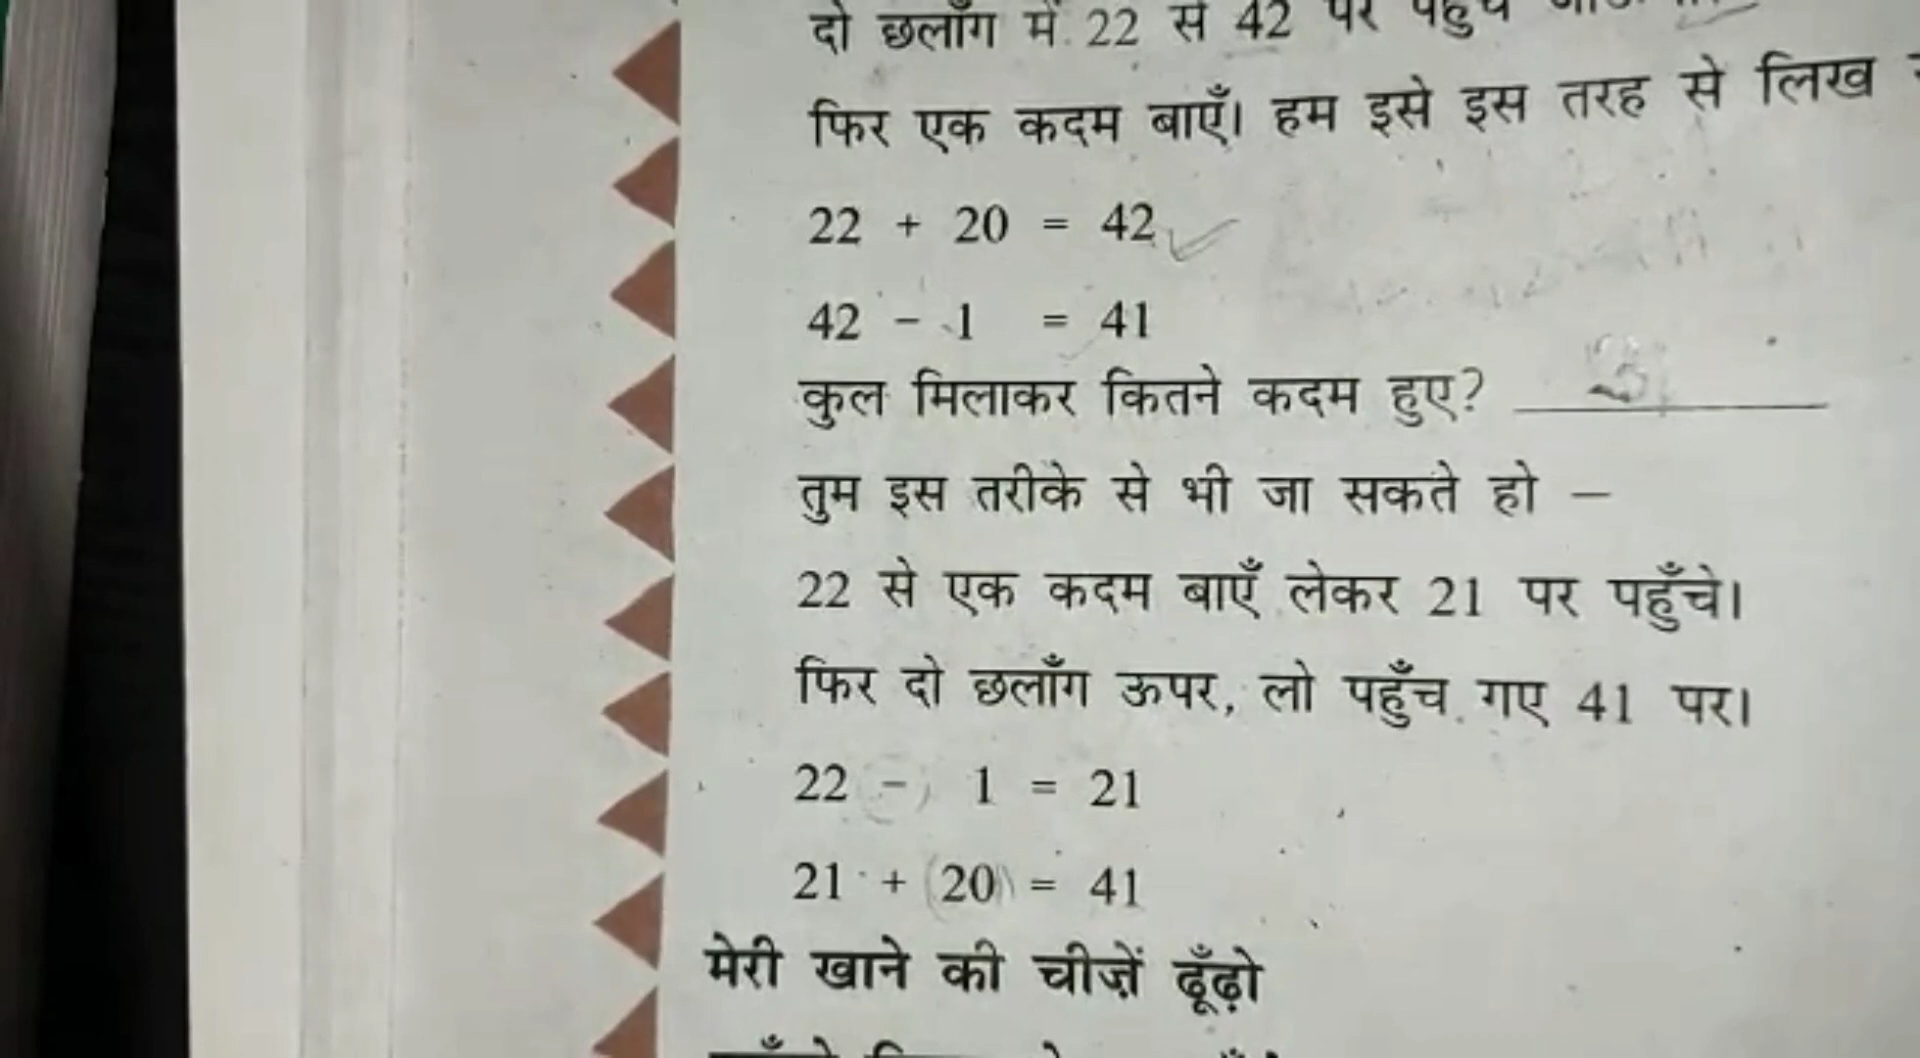 दो छलाँग में 22 से 42 पर पहुँच
फिर एक कदम बाएँ। हम इसे इस तरह से लिख
22 + 20 = 42
42 - 1 = 41
कुल मिलाकर कितने कदम हुए? 3
तुम इस तरीके से भी जा सकते हो –
22 से एक कदम बाएँ लेकर 21 पर पहुँचे।
फिर दो छलाँग ऊपर, लो पहुँच गए 41 पर।
22 - 1 = 21
21 + (20) = 41
मेरी खाने की चीज़ें ढूँढ़ो